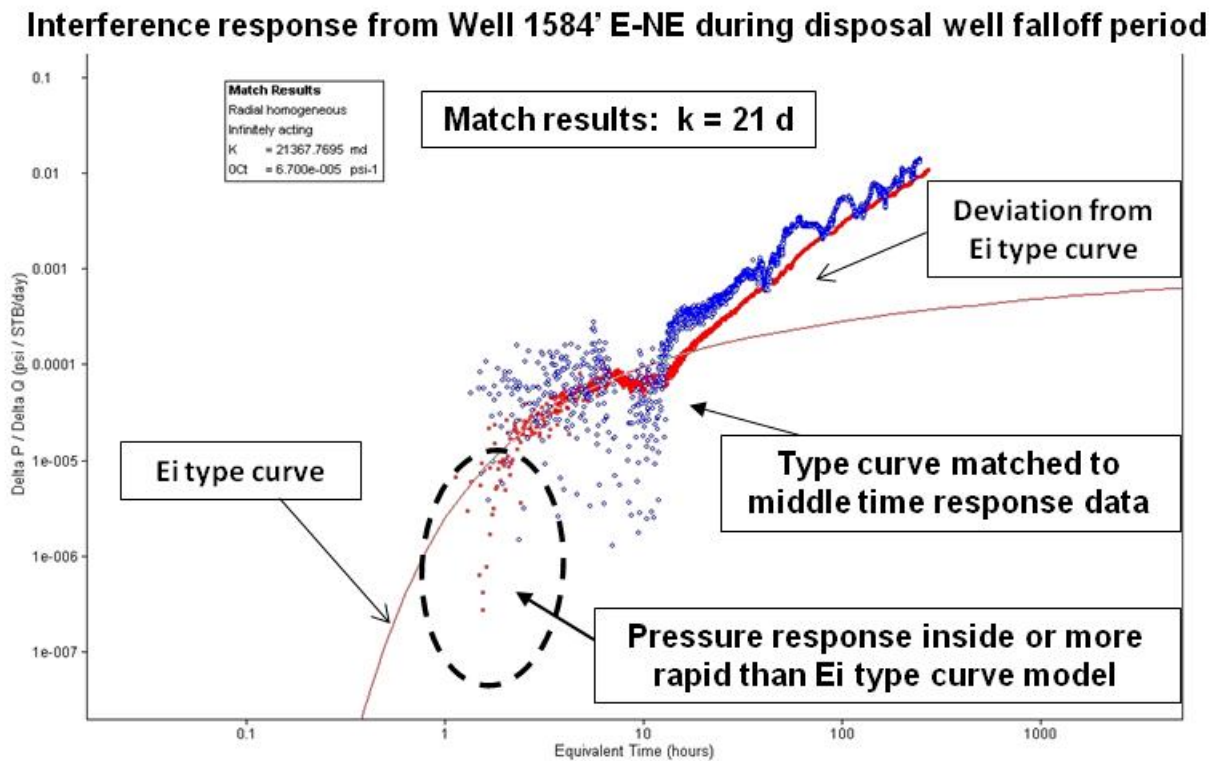 Interference response from Well 1584' E-NE during disposal well falloff period
Match Results
Radial homogeneous
Infinitely acting
K = 21367.7695 md
0Ct = 6.700e-005 psi-1
Match results: k = 21 d
Deviation from
Ei type curve
Ei type curve
Type curve matched to
middle time response data
Pressure response inside or more
rapid than Ei type curve model
Delta P / Delta Q (psi / STB/day)
0.1
0.01
0.001
0.0001
1e-005
1e-006
1e-007
0.1
1
10
100
1000
Equivalent Time (hours)